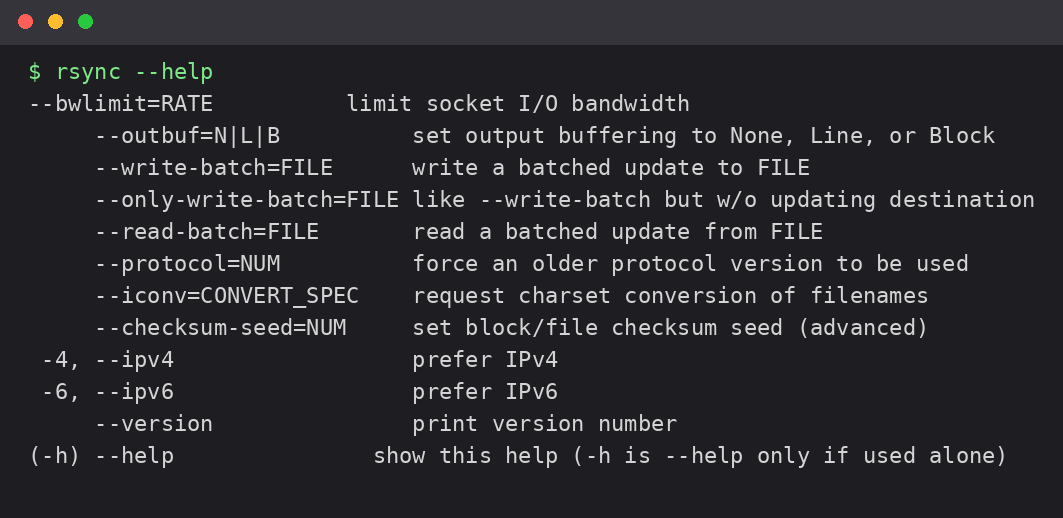 $ rsync --help
--bwlimit=RATE          limit socket I/O bandwidth
     --outbuf=N|L|B          set output buffering to None, Line, or Block
     --write-batch=FILE      write a batched update to FILE
     --only-write-batch=FILE like --write-batch but w/o updating destination
     --read-batch=FILE       read a batched update from FILE
     --protocol=NUM          force an older protocol version to be used
     --iconv=CONVERT_SPEC    request charset conversion of filenames
     --checksum-seed=NUM     set block/file checksum seed (advanced)
 -4, --ipv4                  prefer IPv4
 -6, --ipv6                  prefer IPv6
     --version               print version number
(-h) --help               show this help (-h is --help only if used alone)